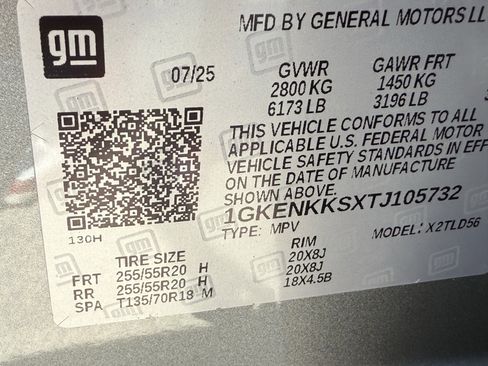 gm
MFD BY GENERAL MOTORS LL
07/25
GVWR GAWR FRT
2800 KG 1450 KG
6173 LB 3196 LB
THIS VEHICLE CONFORMS TO ALL
APPLICABLE U.S. FEDERAL MOTOR
VEHICLE SAFETY STANDARDS IN EFF
ON THE DATE OF MANUFACTURE
SHOWN ABOVE.
1GKENKKSXTJ105732
TYPE: MPV MODEL: X2TLD56
130H
TIRE SIZE RIM
FRT 255/55R20 H 20X8J
RR 255/55R20 H 20X8J
SPA T135/70R18 M 18X4.5B